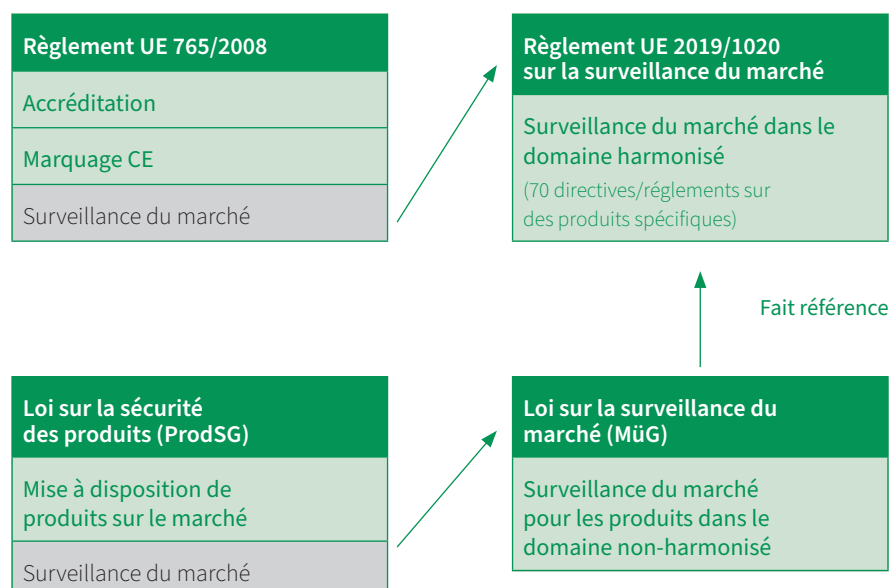 Règlement UE 765/2008
Accréditation
Marquage CE
Surveillance du marché
Règlement UE 2019/1020
sur la surveillance du marché
Surveillance du marché dans le
domaine harmonisé
(70 directives/réglements sur
des produits spécifiques)
Fait référence
Loi sur la sécurité
des produits (ProdSG)
Mise à disposition de
produits sur le marché
Surveillance du marché
Loi sur la surveillance du
marché (MüG)
Surveillance du marché
pour les produits dans le
domaine non-harmonisé